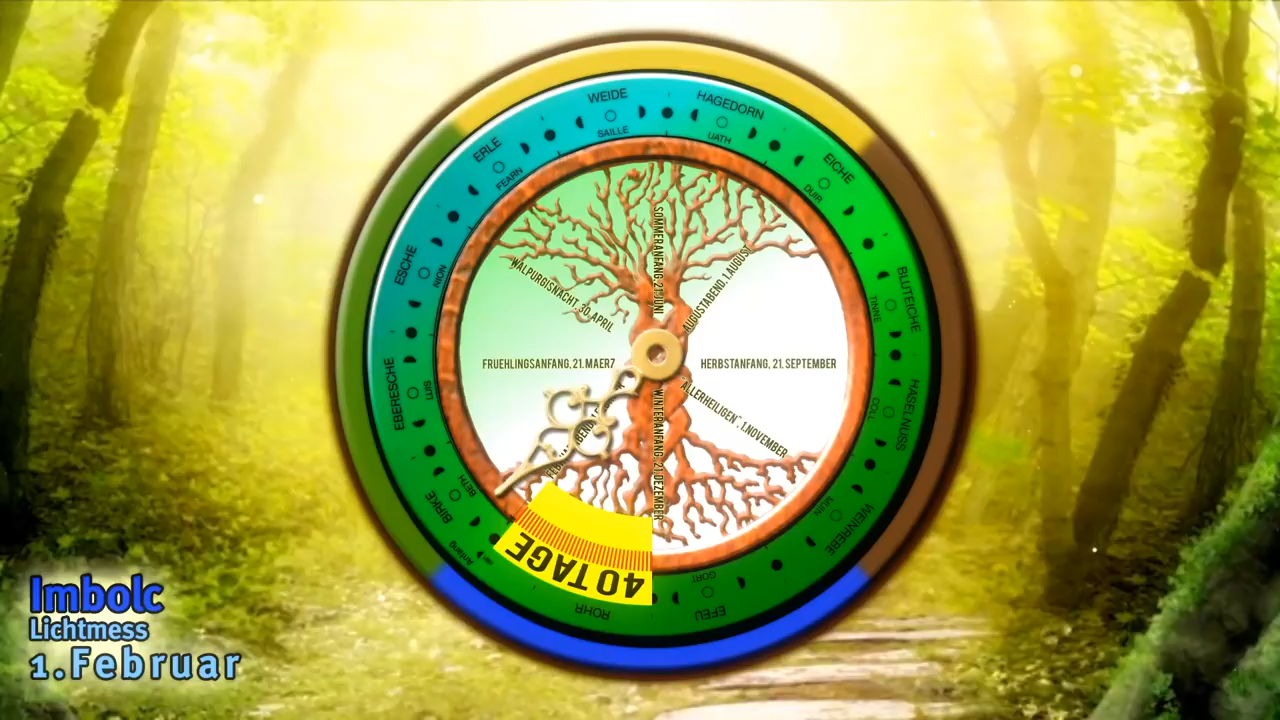 WEIDE
SAILLE
HAGEDORN
UATH
EICHE
DUIR
BLUTEICHE
TINNE
HASELNUSS
COLL
WEINREBE
MUIN
EFEU
GORT
ROHR
40 TAGE
Anfang
BIRKE
BETH
EBERESCHE
LUIS
ESCHE
NION
ERLE
FEARN
SOMMERANFANG, 21. JUNI
AUGUSTABEND, 1. AUGUST
HERBSTANFANG, 21. SEPTEMBER
"ALLERHEILIGEN", 1. NOVEMBER
WINTERANFANG, 21. DEZEMBER
FRUEHLINGSANFANG, 21. MAERZ
WALPURGISNACHT, 30. APRIL
Imbolc
Lichtmess
1.Februar